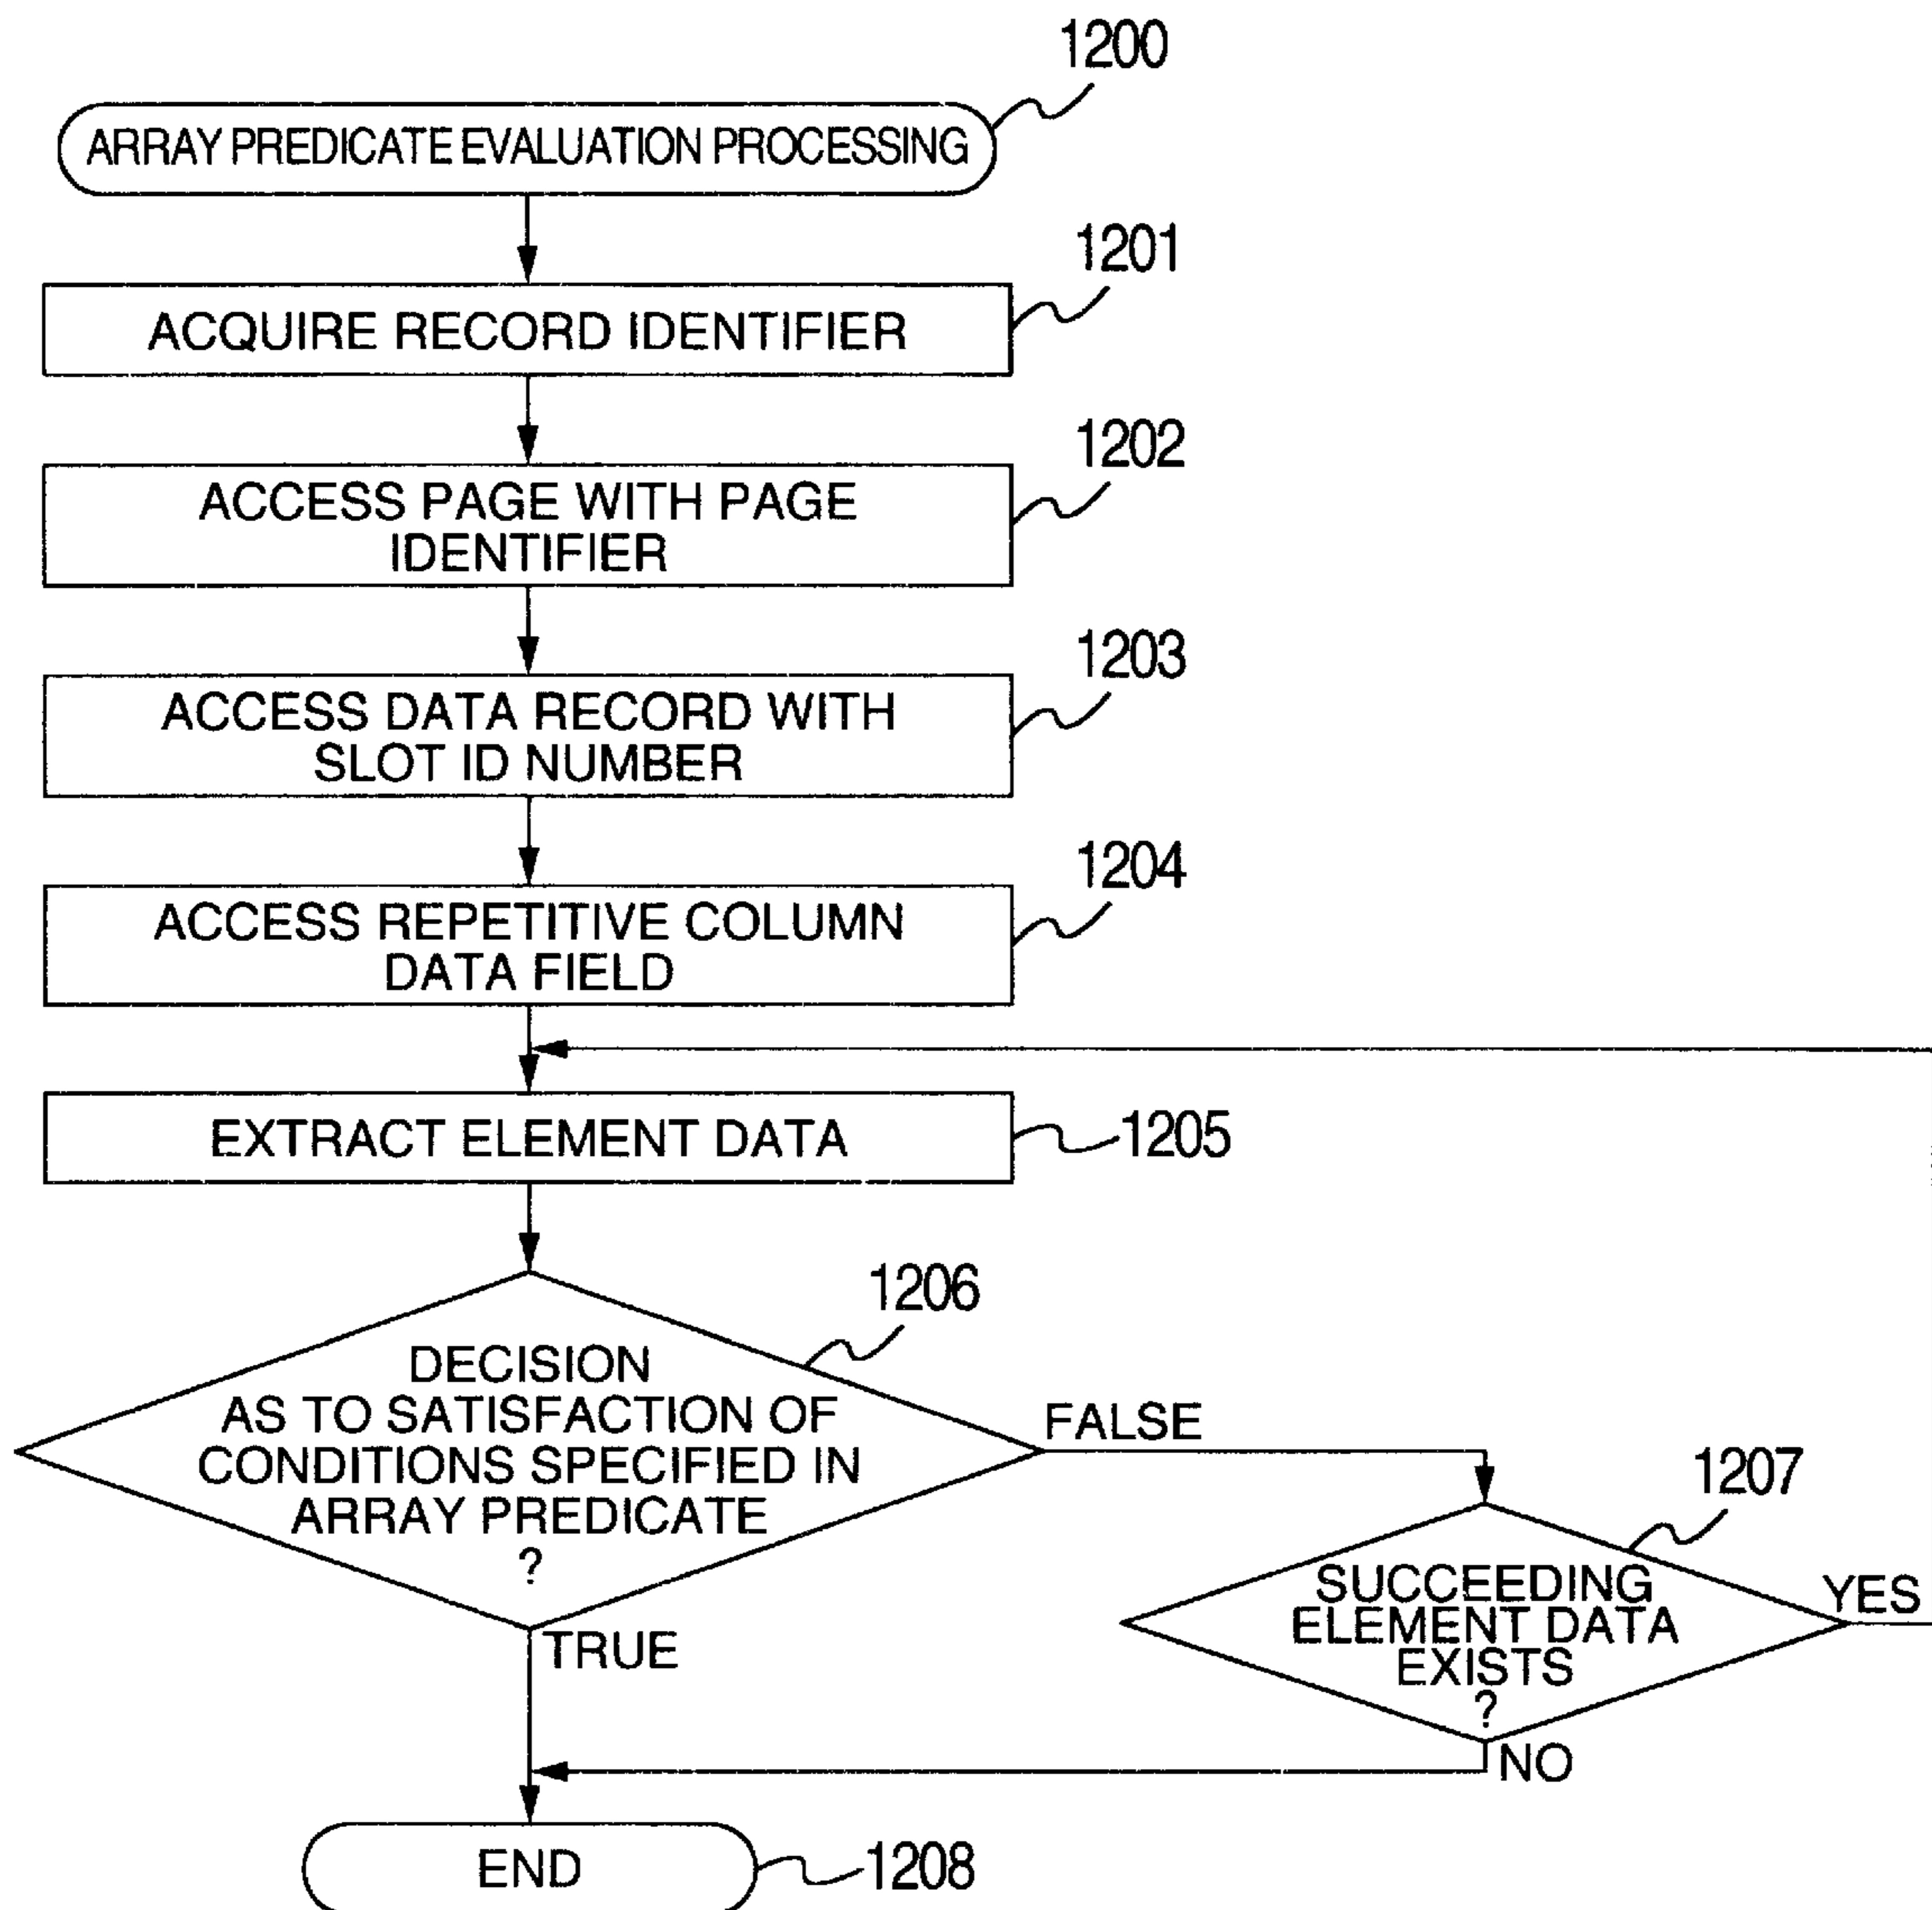 1200
ARRAY PREDICATE EVALUATION PROCESSING
1201
ACQUIRE RECORD IDENTIFIER
1202
ACCESS PAGE WITH PAGE
IDENTIFIER
1203
ACCESS DATA RECORD WITH
SLOT ID NUMBER
1204
ACCESS REPETITIVE COLUMN
DATA FIELD
EXTRACT ELEMENT DATA
1205
1206
DECISION
AS TO SATISFACTION OF
CONDITIONS SPECIFIED IN
ARRAY PREDICATE
?
FALSE
TRUE
1207
SUCCEEDING
ELEMENT DATA
EXISTS
?
YES
NO
END
1208